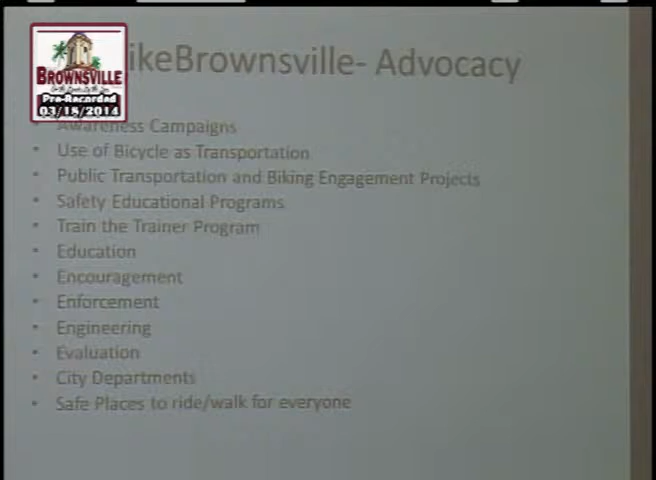 ikeBrownsville- Advocacy
BROWNSVILLE
Pre-Recorded
03/18/2014
• Awareness Campaigns
• Use of Bicycle as Transportation
• Public Transportation and Biking Engagement Projects
• Safety Educational Programs
• Train the Trainer Program
• Education
• Encouragement
• Enforcement
• Engineering
• Evaluation
• City Departments
• Safe Places to ride/walk for everyone